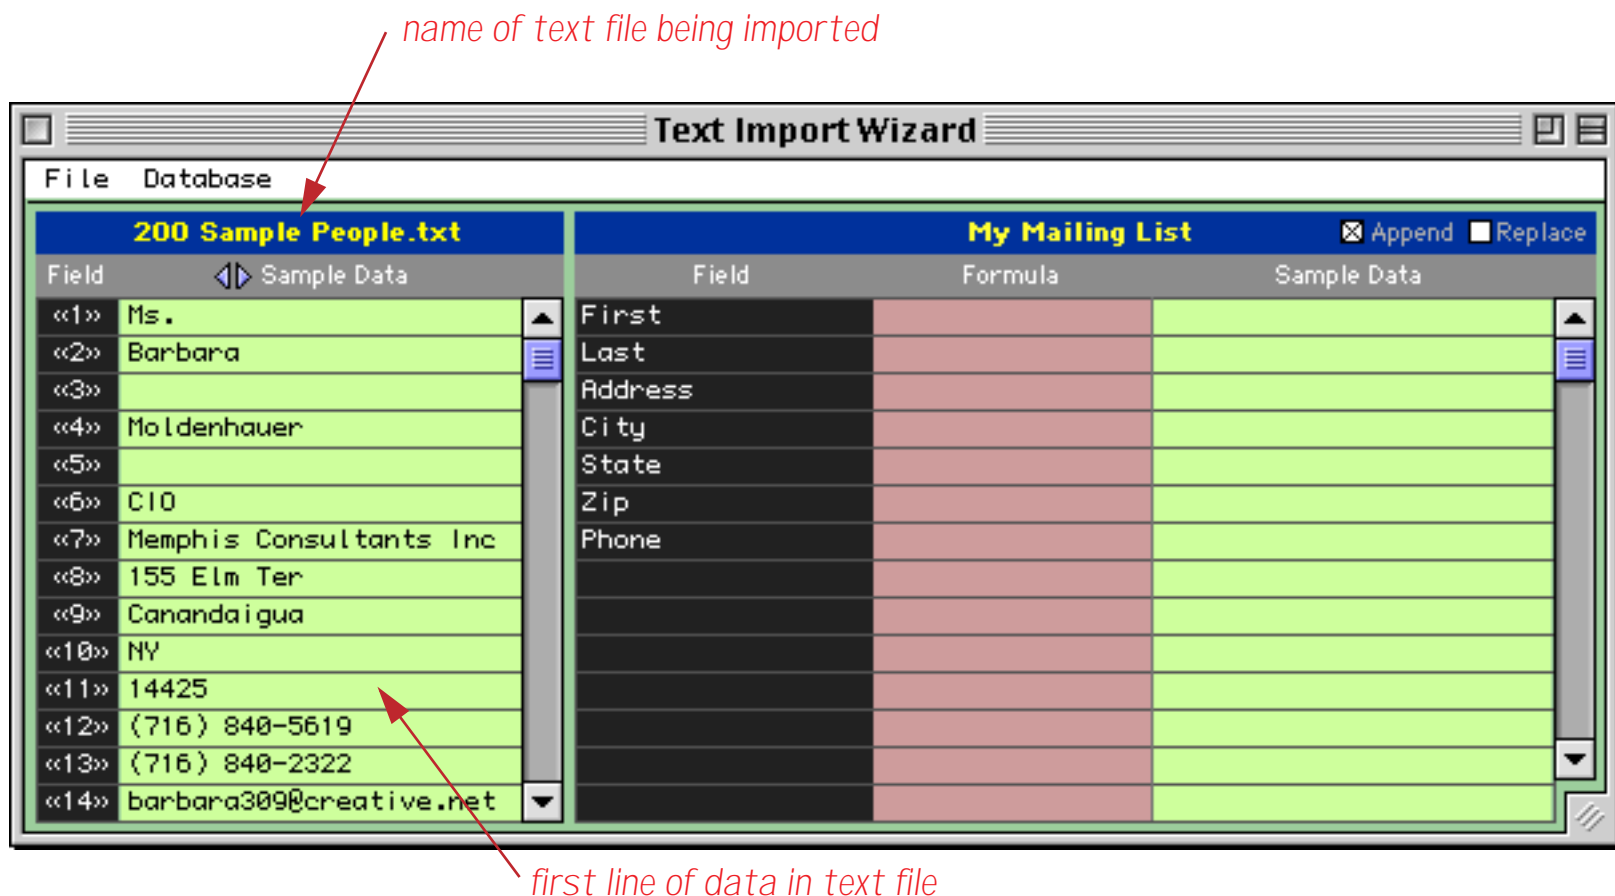 name of text file being imported
Text Import Wizard
File Database
200 Sample People.txt
My Mailing List Append Replace
Field Sample Data
Field Formula Sample Data
«1» Ms. First
«2» Barbara Last
«3» Address
«4» Moldenhauer City
«5» State
«6» CIO Zip
«7» Memphis Consultants Inc Phone
«8» 155 Elm Ter
«9» Canandaigua
«10» NY
«11» 14425
«12» (716) 840-5619
«13» (716) 840-2322
«14» barbara309@creative.net
first line of data in text file